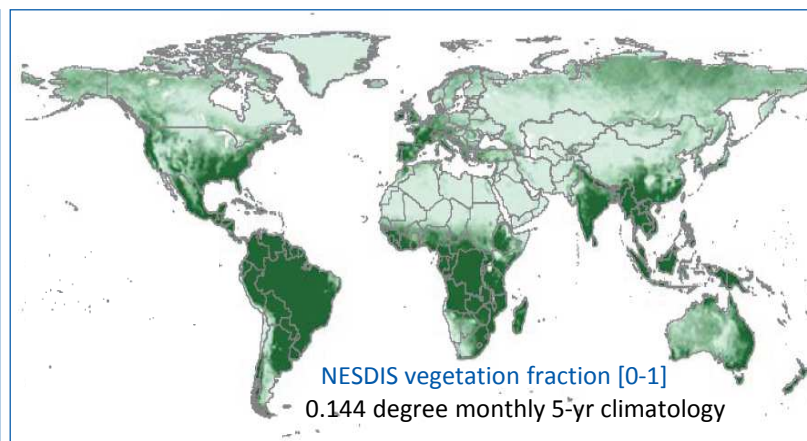 NESDIS vegetation fraction [0-1]
0.144 degree monthly 5-yr climatology